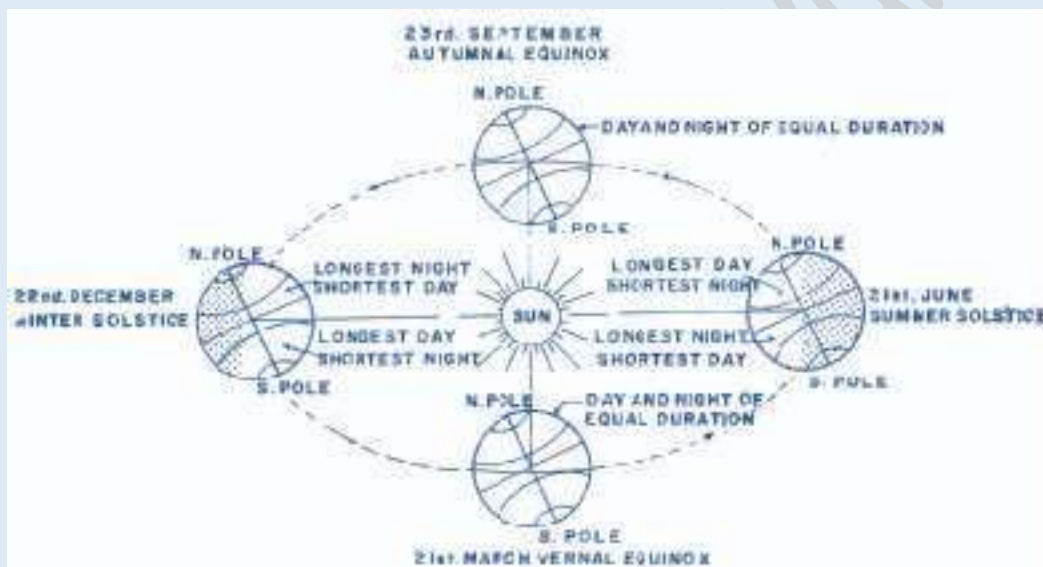 23rd. SEPTEMBER
AUTUMNAL EQUINOX
N. POLE
DAY AND NIGHT OF EQUAL DURATION
S. POLE
N. POLE
LONGEST NIGHT
SHORTEST DAY
22nd. DECEMBER
WINTER SOLSTICE
LONGEST DAY
SHORTEST NIGHT
S. POLE
SUN
N. POLE
LONGEST DAY
SHORTEST NIGHT
21st. JUNE
SUMMER SOLSTICE
LONGEST NIGHT
SHORTEST DAY
S. POLE
N. POLE
DAY AND NIGHT OF
EQUAL DURATION
S. POLE
21st. MARCH VERNAL EQUINOX